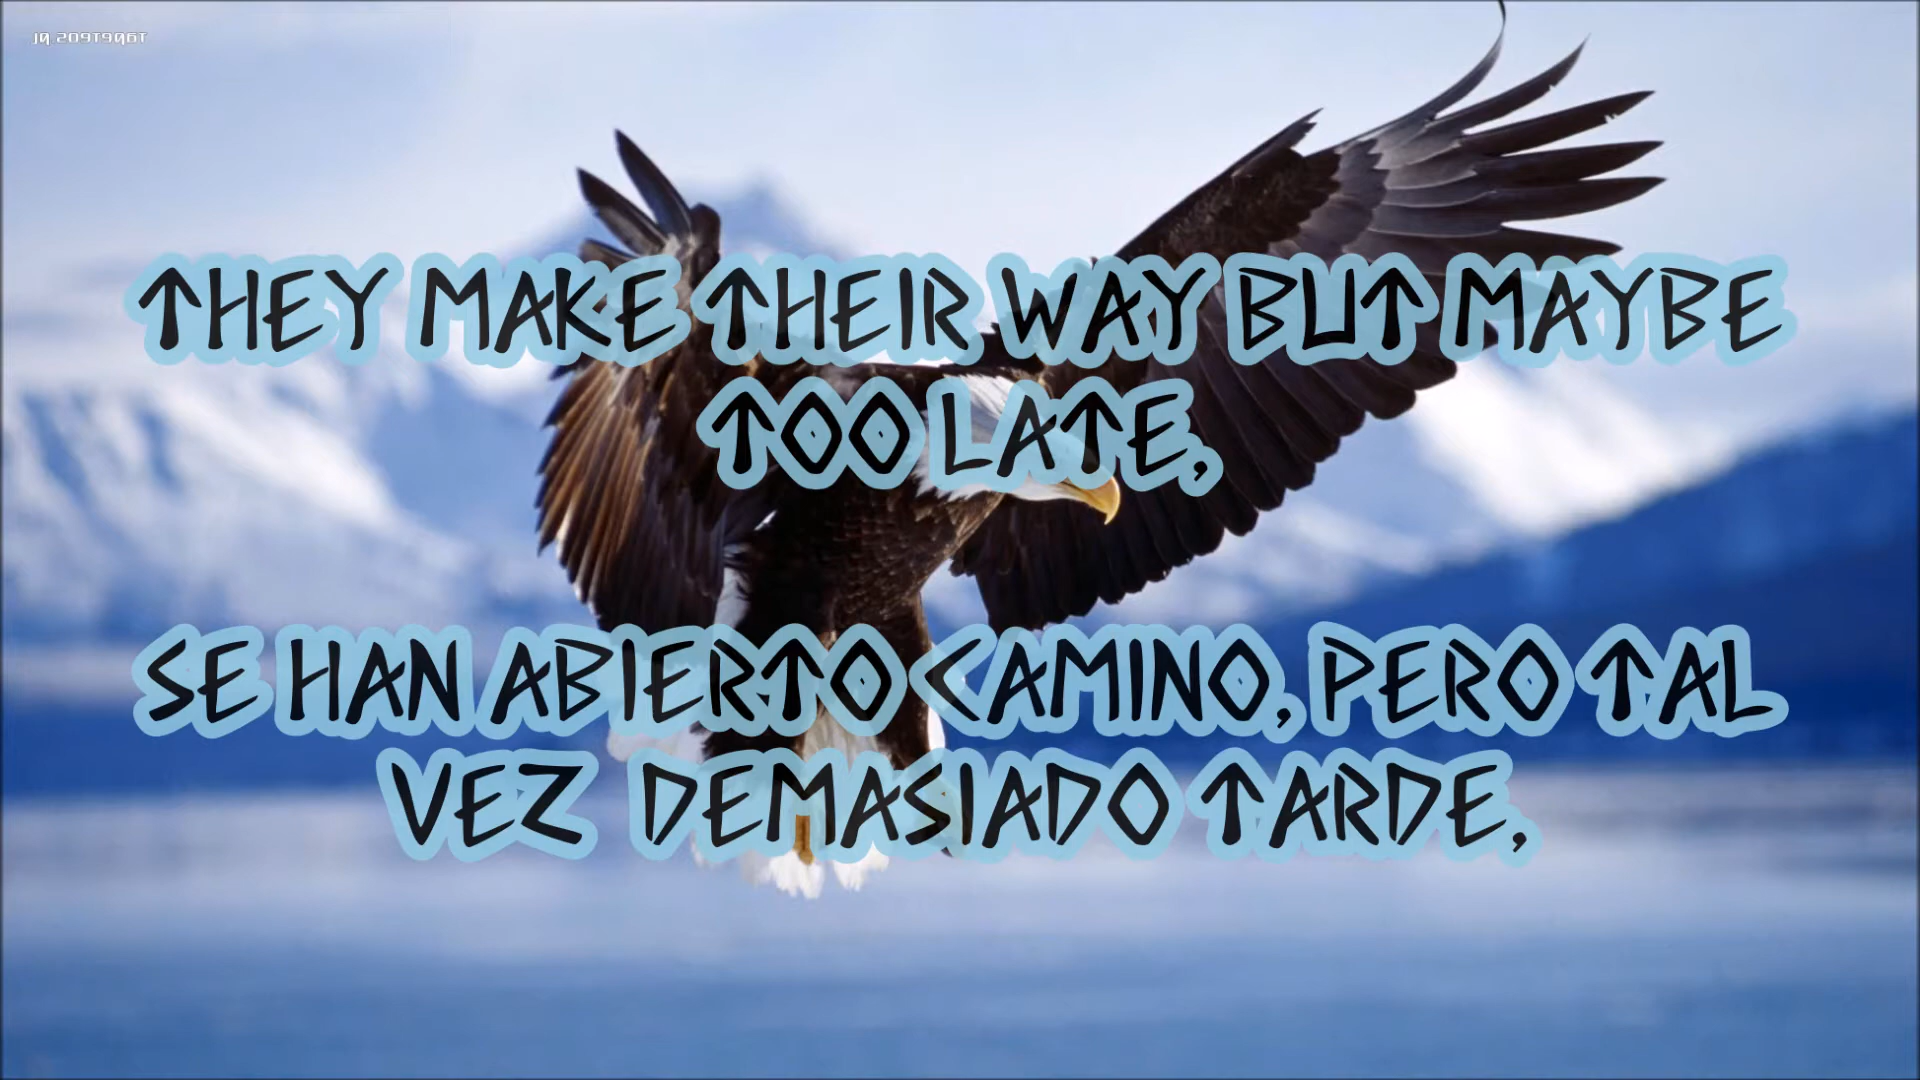 THEY MAKE THEIR WAY BUT MAYBE
TOO LATE,
SE HAN ABIERTO CAMINO, PERO TAL
VEZ DEMASIADO TARDE,